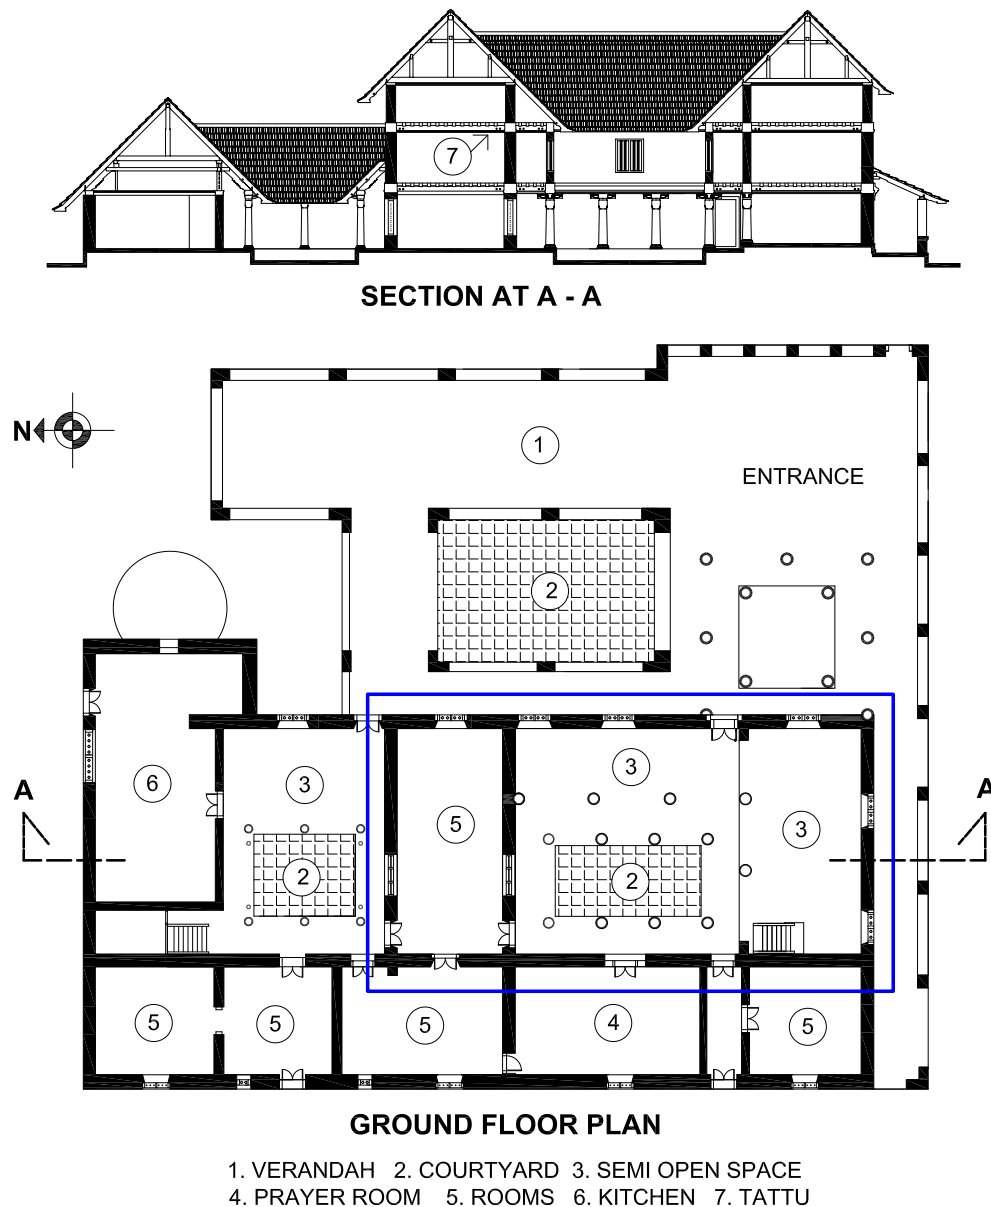 7
SECTION AT A - A
N
1
ENTRANCE
2
A
A
3
3
6
5
3
2
2
5
5
5
4
5
GROUND FLOOR PLAN
1. VERANDAH 2. COURTYARD 3. SEMI OPEN SPACE
4. PRAYER ROOM 5. ROOMS 6. KITCHEN 7. TATTU